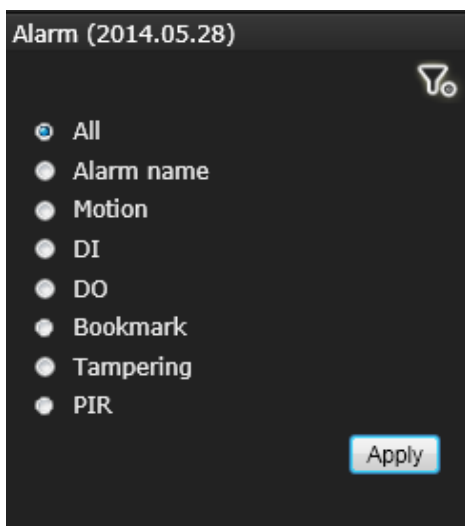 Alarm (2014.05.28)
All
Alarm name
Motion
DI
DO
Bookmark
Tampering
PIR
Apply